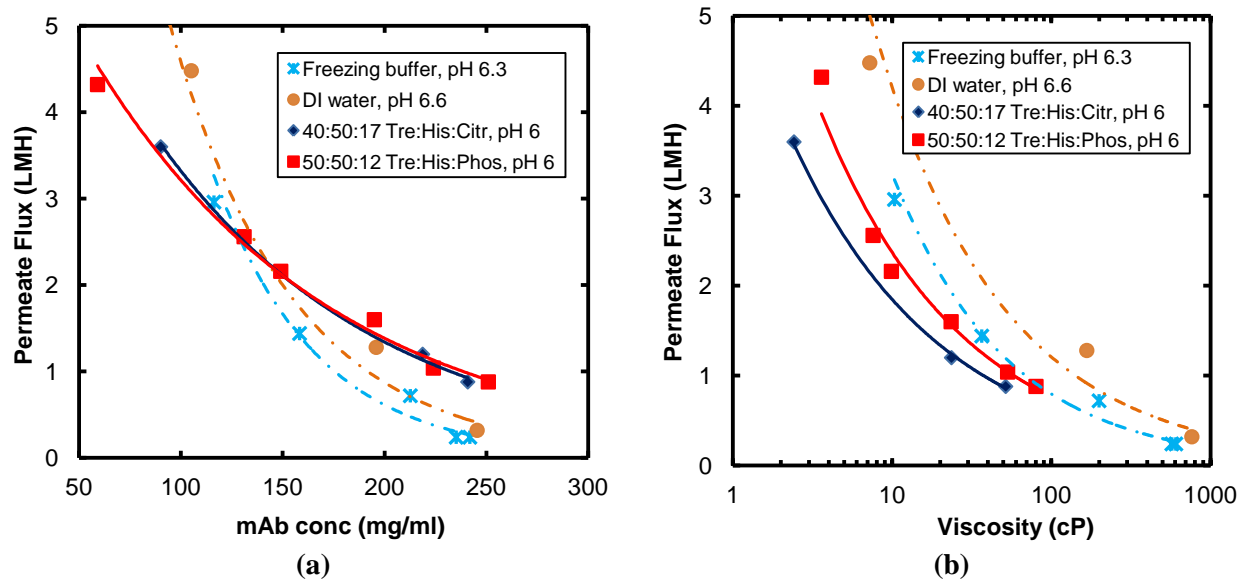 5
4
3
2
1
0
Permeate Flux (LMH)
Freezing buffer, pH 6.3
DI water, pH 6.6
40:50:17 Tre:His:Citr, pH 6
50:50:12 Tre:His:Phos, pH 6
50 100 150 200 250 300
mAb conc (mg/ml)
(a)
5
4
3
2
1
0
Permeate Flux (LMH)
Freezing buffer, pH 6.3
DI water, pH 6.6
40:50:17 Tre:His:Citr, pH 6
50:50:12 Tre:His:Phos, pH 6
1 10 100 1000
Viscosity (cP)
(b)